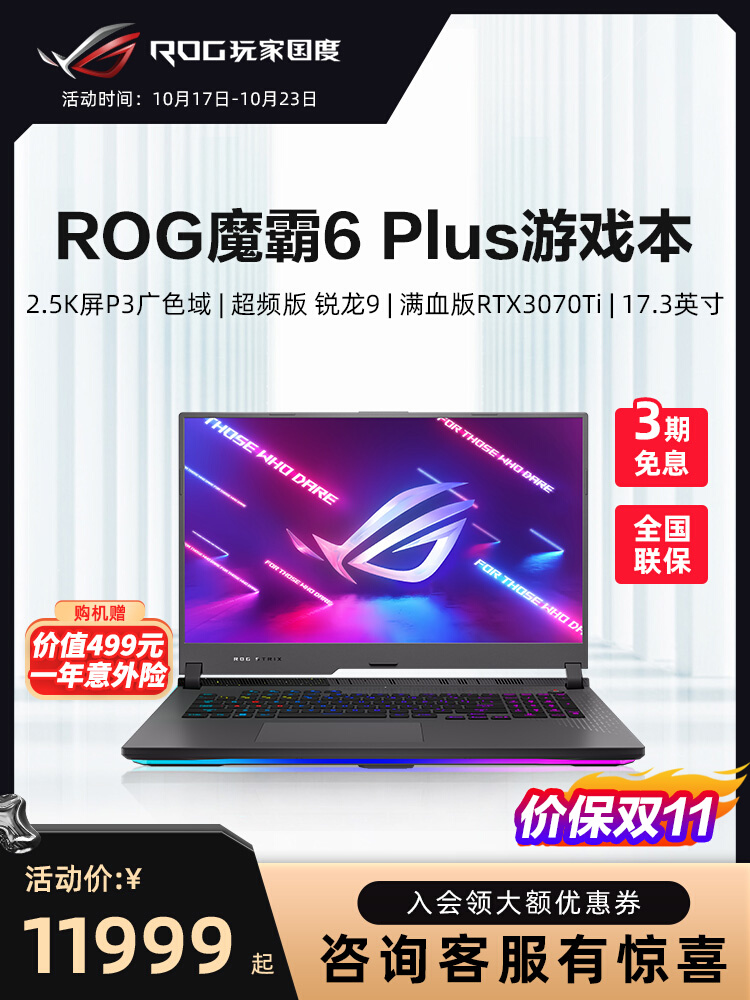 ROG玩家国度
活动时间：10月17日-10月23日
ROG魔霸6 Plus游戏本
2.5K屏P3广色域 | 超频版 锐龙9 | 满血版RTX3070Ti | 17.3英寸
THOSE WHO DARE
FOR THOSE WHO DARE
FOR THOSE WHO DARE
FOR THOSE WHO DARE
ROG STRIX
3期
免息
全国
联保
购机赠
价值499元
一年意外险
价保双11
活动价:¥
11999 起
入会领大额优惠券
咨询客服有惊喜